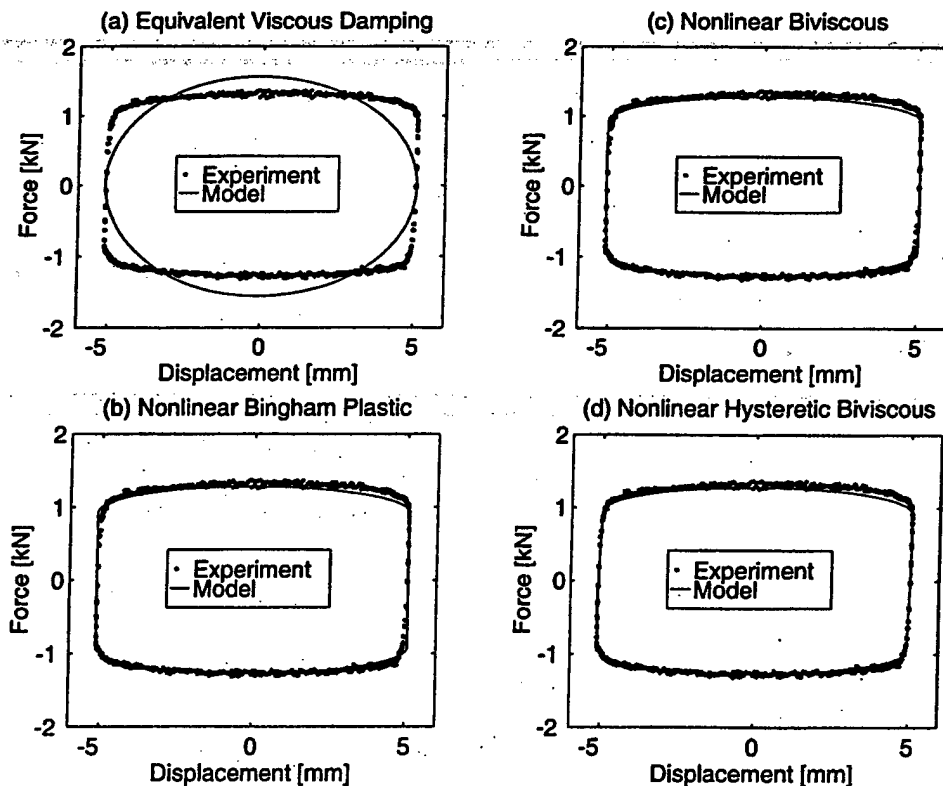 (a) Equivalent Viscous Damping
2
1
0
-1
-2
Force [kN]
Experiment
Model
-5
0
5
Displacement [mm]
(c) Nonlinear Biviscous
2
1
0
-1
-2
Force [kN]
Experiment
Model
-5
0
5
Displacement [mm]
(b) Nonlinear Bingham Plastic
2
1
0
-1
-2
Force [kN]
Experiment
Model
-5
0
5
Displacement [mm]
(d) Nonlinear Hysteretic Biviscous
2
1
0
-1
-2
Force [kN]
Experiment
Model
-5
0
5
Displacement [mm]